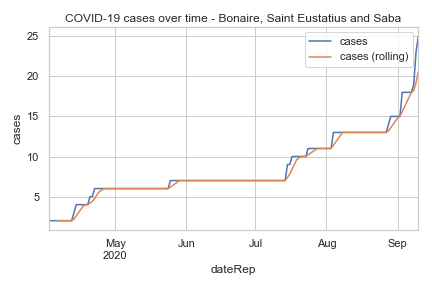 COVID-19 cases over time - Bonaire, Saint Eustatius and Saba
cases
cases (rolling)
25
20
15
10
5
cases
May
2020
Jun
Jul
Aug
Sep
dateRep